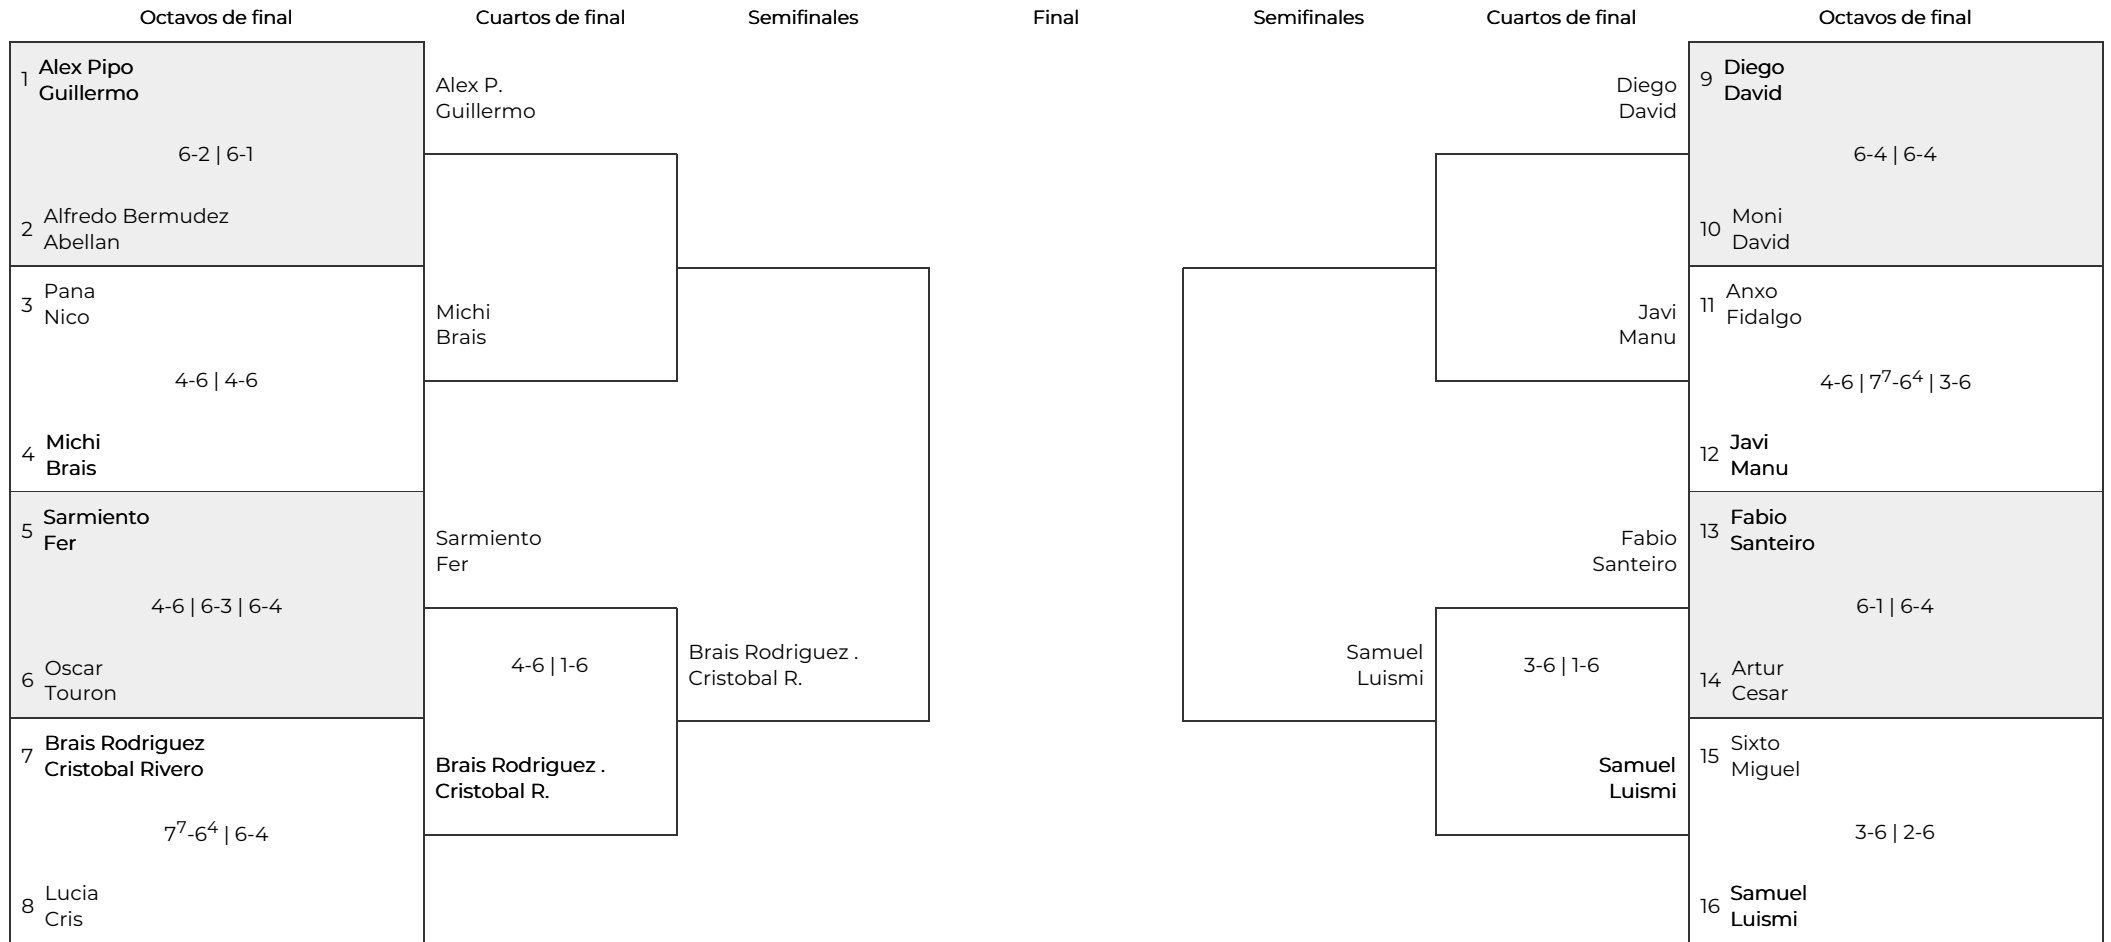 Octavos de final
Cuartos de final
Semifinales
Final
Semifinales
Cuartos de final
Octavos de final
1
Alex Pipo
Guillermo
6-2 | 6-1
2
Alfredo Bermudez
Abellan
3
Pana
Nico
4-6 | 4-6
4
Michi
Brais
5
Sarmiento
Fer
4-6 | 6-3 | 6-4
6
Oscar
Touron
7
Brais Rodriguez
Cristobal Rivero
7⁷-6⁴ | 6-4
8
Lucia
Cris
Alex P.
Guillermo
Michi
Brais
Sarmiento
Fer
4-6 | 1-6
Brais Rodriguez .
Cristobal R.
Brais Rodriguez .
Cristobal R.
Samuel
Luismi
Diego
David
Javi
Manu
Fabio
Santeiro
3-6 | 1-6
Samuel
Luismi
9
Diego
David
6-4 | 6-4
10
Moni
David
11
Anxo
Fidalgo
4-6 | 7⁷-6⁴ | 3-6
12
Javi
Manu
13
Fabio
Santeiro
6-1 | 6-4
14
Artur
Cesar
15
Sixto
Miguel
3-6 | 2-6
16
Samuel
Luismi